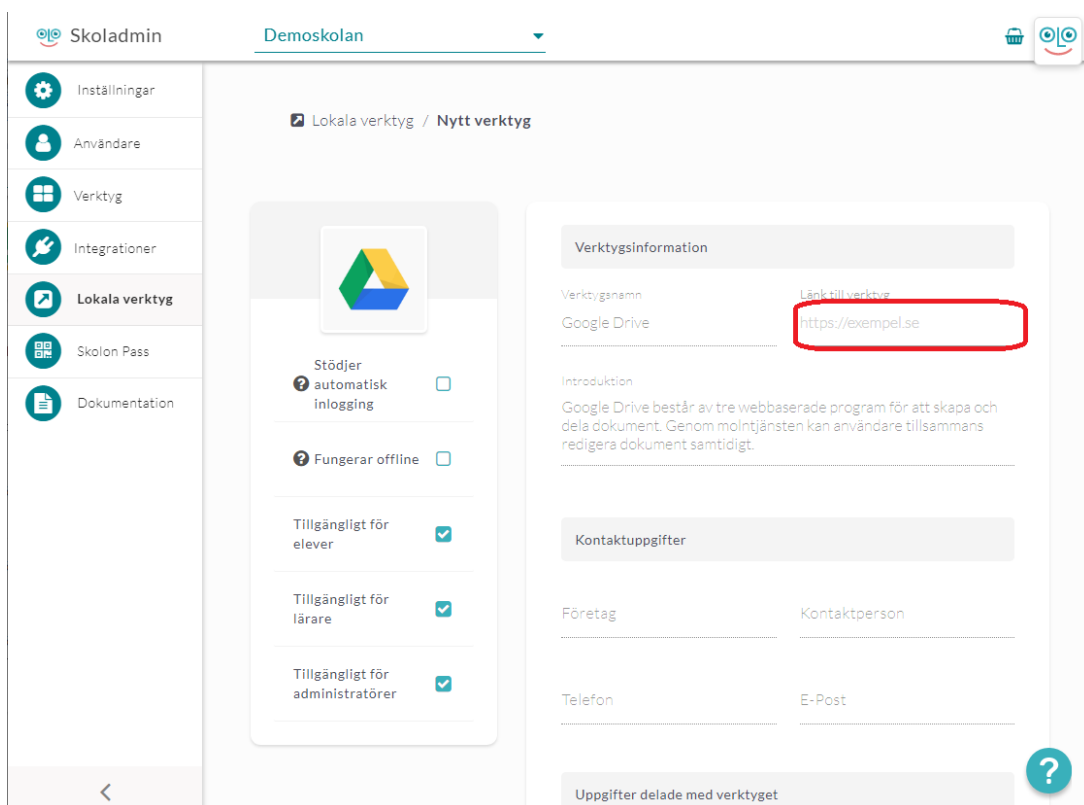 Skoladmin
Demoskolan
Inställningar
Användare
Verktyg
Integrationer
Lokala verktyg
Skolon Pass
Dokumentation
Lokala verktyg / Nytt verktyg
Stödjer
automatisk
inlogging
Fungerar offline
Tillgängligt för
elever
Tillgängligt för
lärare
Tillgängligt för
administratörer
Verktygsinformation
Verktygsnamn
Google Drive
Länk till verktyg
https://exempel.se
Introduktion
Google Drive består av tre webbaserade program för att skapa och
dela dokument. Genom molntjänsten kan användare tillsammans
redigera dokument samtidigt.
Kontaktuppgifter
Företag
Kontaktperson
Telefon
E-Post
Uppgifter delade med verktyget